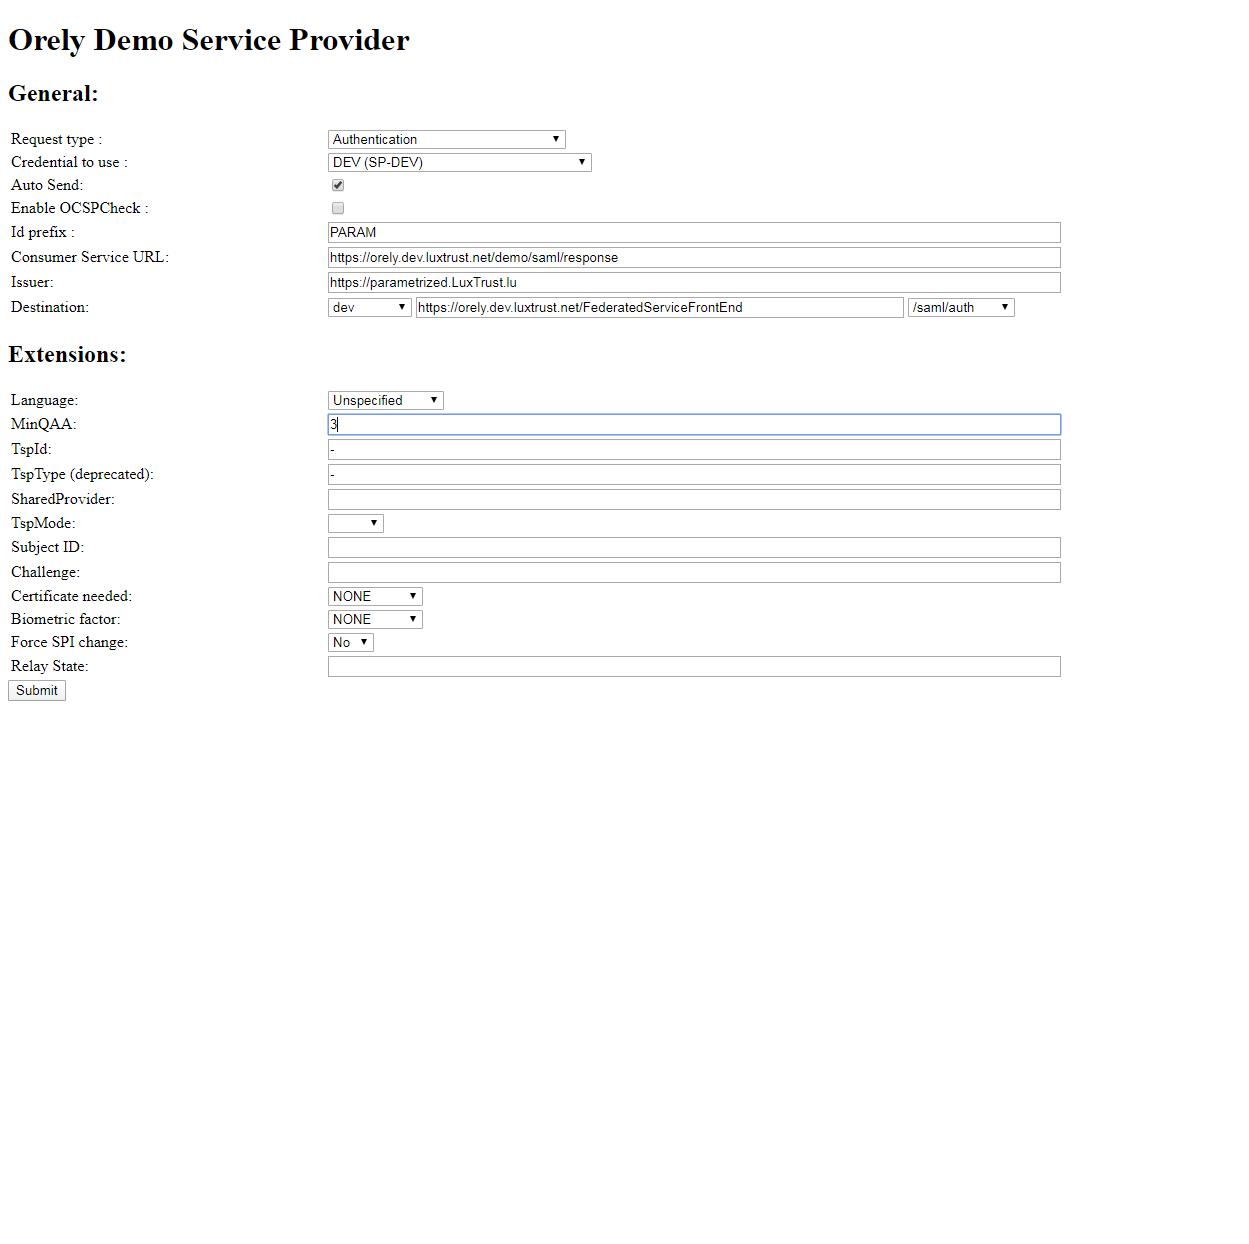 Orely Demo Service Provider
General:
Request type : Authentication
Credential to use : DEV (SP-DEV)
Auto Send:
Enable OCSPCheck :
Id prefix : PARAM
Consumer Service URL: https://orely.dev.luxtrust.net/demo/saml/response
Issuer: https://parametrized.LuxTrust.lu
Destination: dev https://orely.dev.luxtrust.net/FederatedServiceFrontEnd /saml/auth
Extensions:
Language: Unspecified
MinQAA: 3
TspId: -
TspType (deprecated): -
SharedProvider:
TspMode:
Subject ID:
Challenge:
Certificate needed: NONE
Biometric factor: NONE
Force SPI change: No
Relay State:
Submit